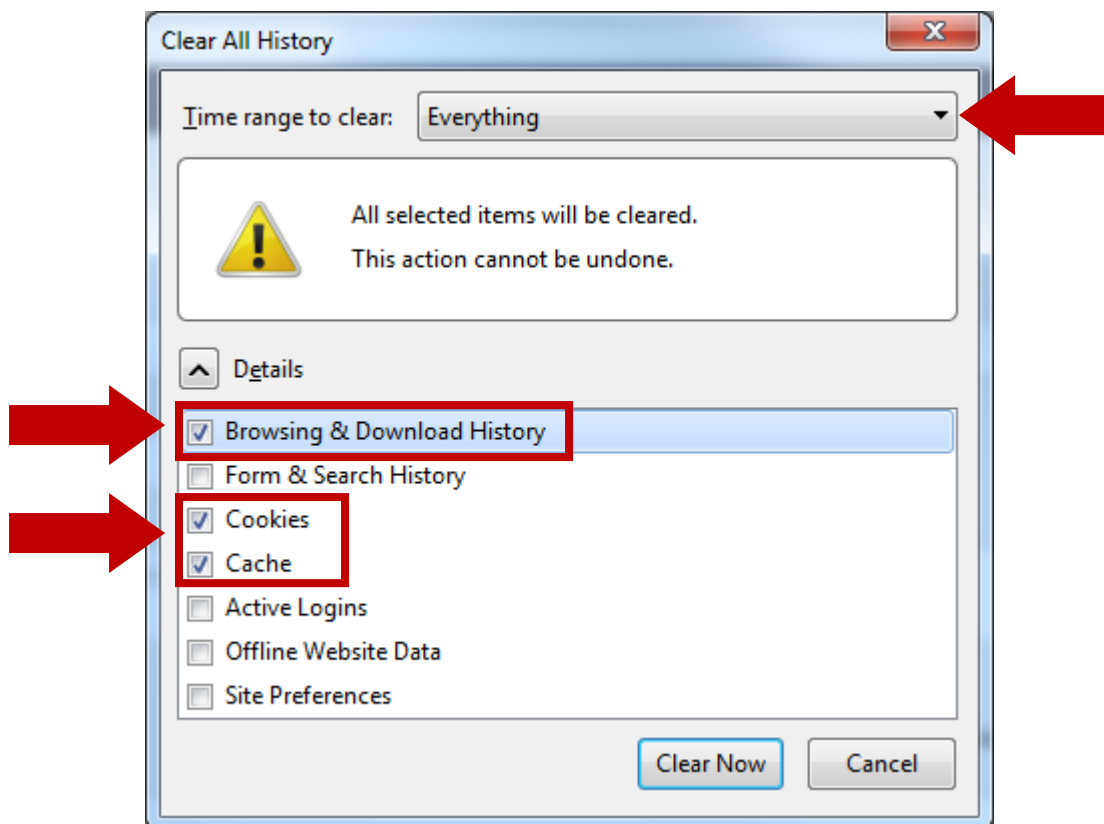 Clear All History
Time range to clear: Everything
All selected items will be cleared.
This action cannot be undone.
Details
Browsing & Download History
Form & Search History
Cookies
Cache
Active Logins
Offline Website Data
Site Preferences
Clear Now Cancel